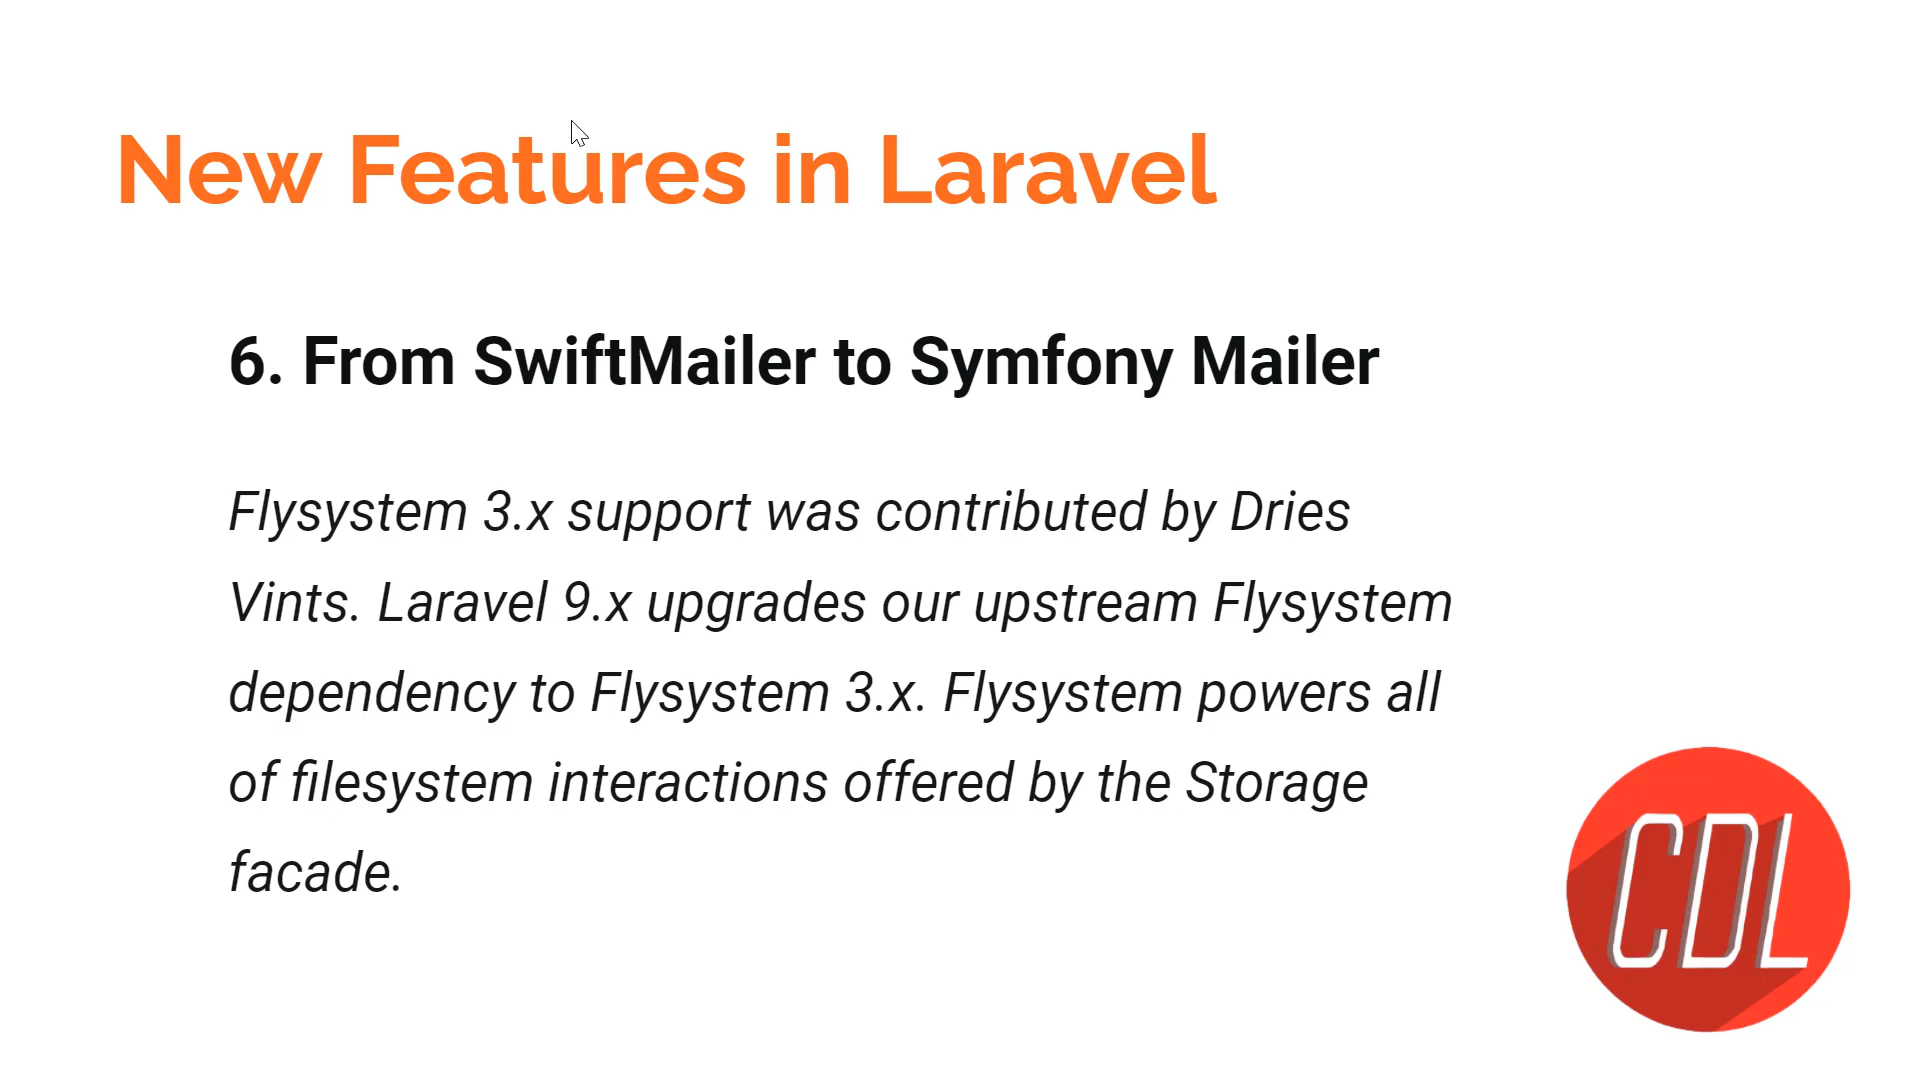 New Features in Laravel
6. From SwiftMailer to Symfony Mailer
Flysystem 3.x support was contributed by Dries
Vints. Laravel 9.x upgrades our upstream Flysystem
dependency to Flysystem 3.x. Flysystem powers all
of filesystem interactions offered by the Storage
facade.
CDL